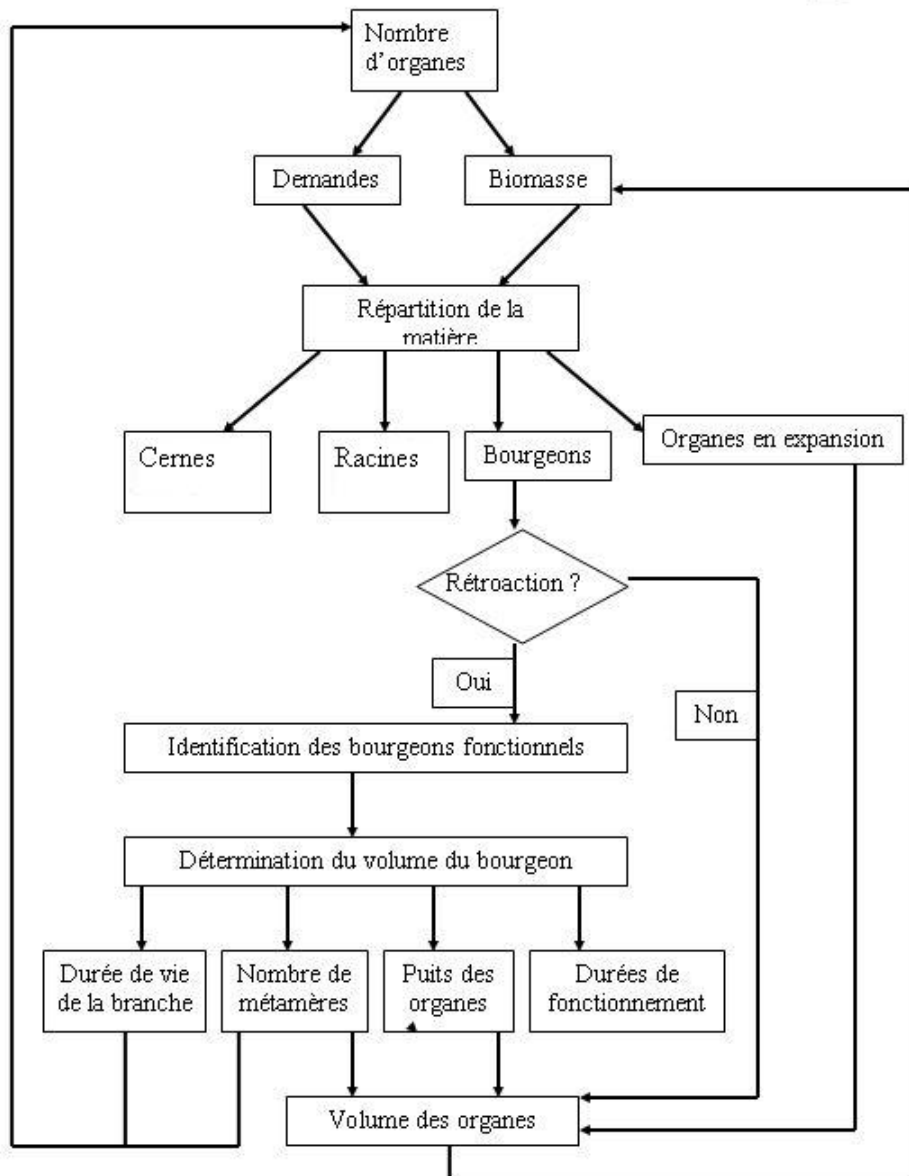 Nombre
d'organes
Demandes
Biomasse
Répartition de la
matière
Cernes
Racines
Bourgeons
Organes en expansion
Rétroaction ?
Oui
Non
Identification des bourgeons fonctionnels
Détermination du volume du bourgeon
Durée de vie
de la branche
Nombre de
métamères
Puits des
organes
Durées de
fonctionnement
Volume des organes